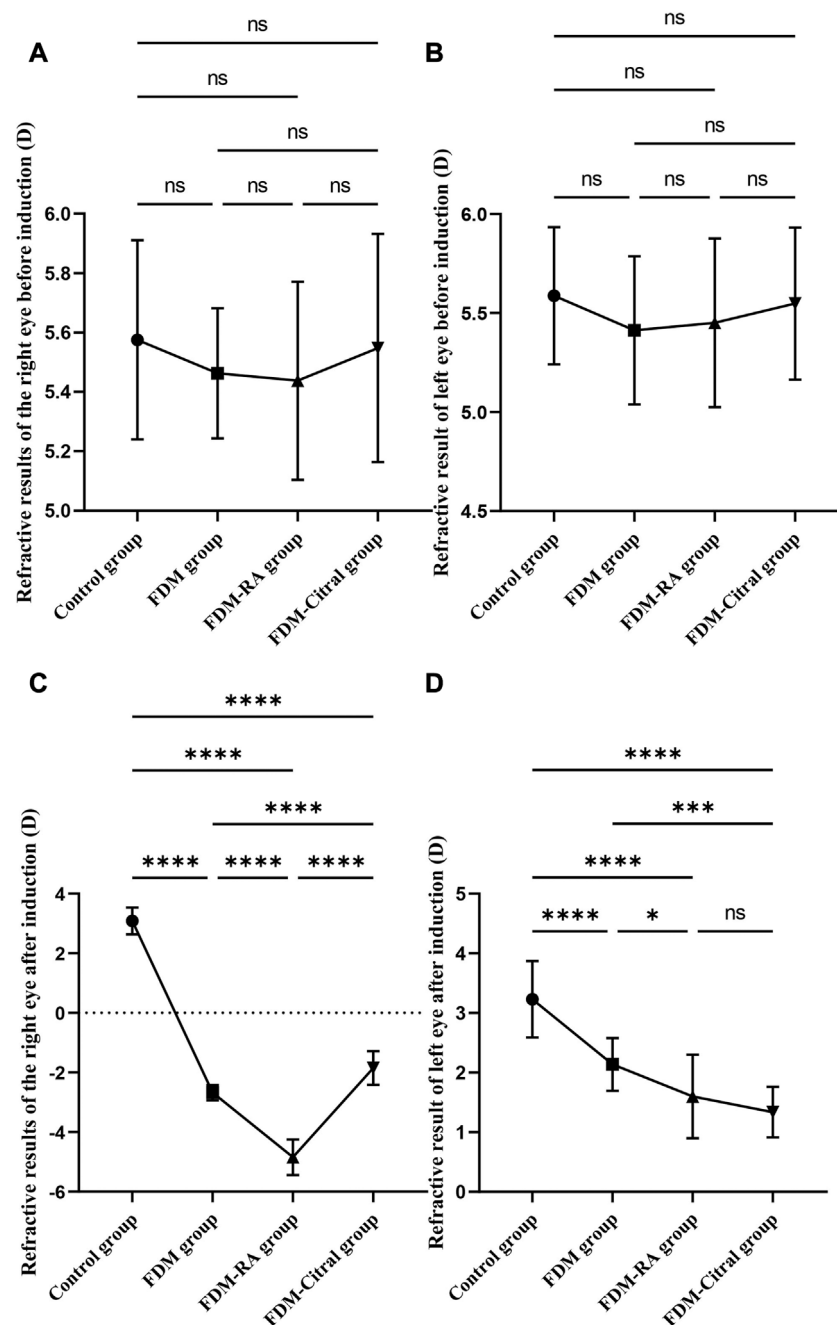 A
ns
ns
ns
ns
ns
ns
Refractive results of the right eye before induction (D)
6.0
5.8
5.6
5.4
5.2
5.0
Control group
FDM group
FDM-RA group
FDM-Citral group
B
ns
ns
ns
ns
ns
ns
Refractive result of left eye before induction (D)
6.0
5.5
5.0
4.5
Control group
FDM group
FDM-RA group
FDM-Citral group
C
****
****
****
****
****
****
Refractive results of the right eye after induction (D)
4
2
0
-2
-4
-6
Control group
FDM group
FDM-RA group
FDM-Citral group
D
****
***
****
****
*
ns
Refractive result of left eye after induction (D)
5
4
3
2
1
0
Control group
FDM group
FDM-RA group
FDM-Citral group